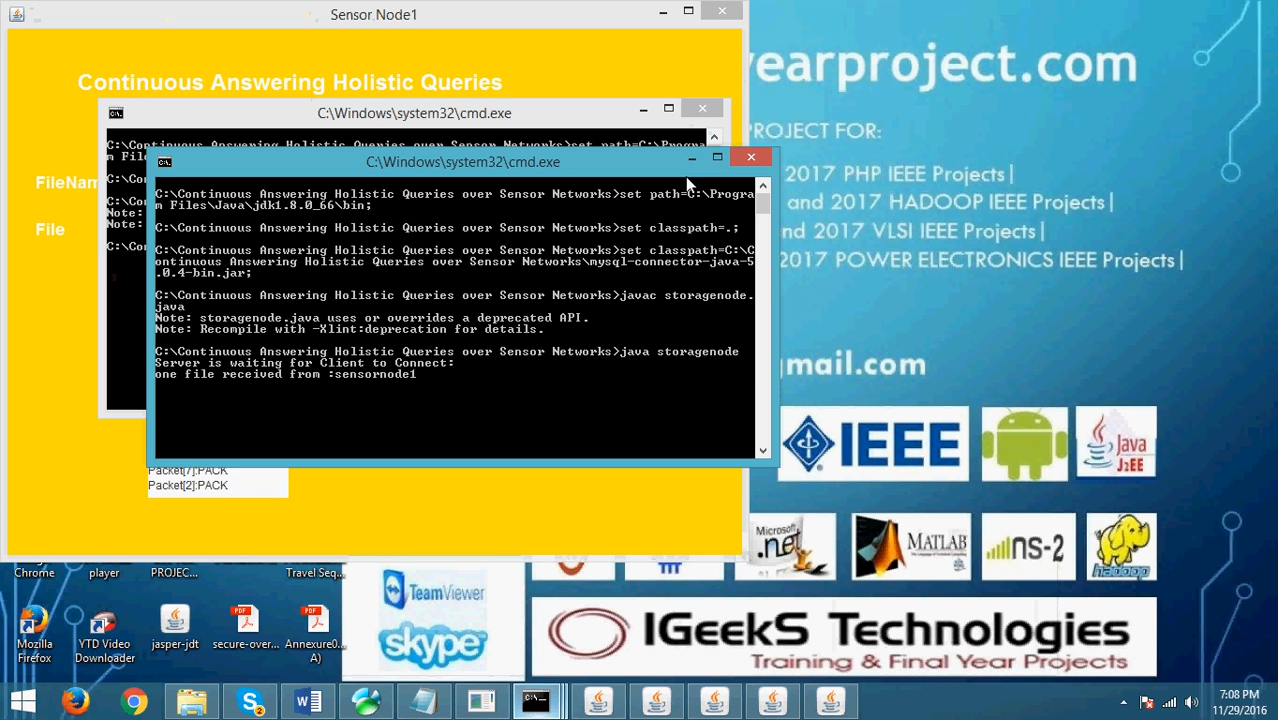 Sensor Node1
Continuous Answering Holistic Queries
C:\Windows\system32\cmd.exe
FileNam
File
C:\Windows\system32\cmd.exe
C:\Continuous Answering Holistic Queries over Sensor Networks>set path=C:\Progra
m Files\Java\jdk1.8.0_66\bin;
C:\Continuous Answering Holistic Queries over Sensor Networks>set classpath=.;
C:\Continuous Answering Holistic Queries over Sensor Networks>set classpath=C:\C
ontinuous Answering Holistic Queries over Sensor Networks\mysql-connector-java-5
.0.4-bin.jar;
C:\Continuous Answering Holistic Queries over Sensor Networks>javac storagenode.
java
Note: storagenode.java uses or overrides a deprecated API.
Note: Recompile with -Xlint:deprecation for details.
C:\Continuous Answering Holistic Queries over Sensor Networks>java storagenode
Server is waiting for Client to Connect:
one file received from :sensornode1
Packet[7]:PACK
Packet[2]:PACK
yearproject.com
PROJECT FOR:
2017 PHP IEEE Projects|
and 2017 HADOOP IEEE Projects|
nd 2017 VLSI IEEE Projects|
2017 POWER ELECTRONICS IEEE Projects|
gmail.com
IEEE
Java
J2EE
Microsoft
.net
MATLAB
NS-2
hadoop
TeamViewer
skype
IGeekS Technologies
Training & Final Year Projects
Chrome
player
PROJEC...
Travel Seq...
Mozilla
Firefox
YTD Video
Downloader
jasper-jdt
secure-over...
Annexure0...
A)
7:08 PM
11/29/2016